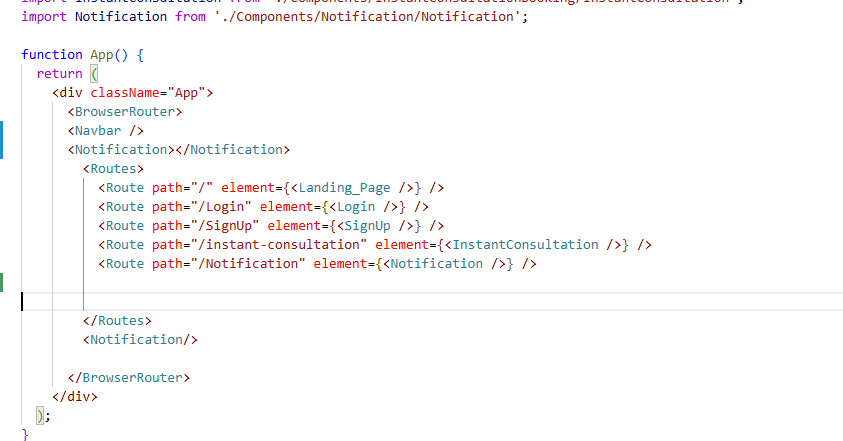 import InstantConsultation from './Components/InstantConsultationBooking/InstantConsultation';
import Notification from './Components/Notification/Notification';
function App() {
return (
<div className="App">
<BrowserRouter>
<Navbar />
<Notification></Notification>
<Routes>
<Route path="/" element={<Landing_Page />} />
<Route path="/Login" element={<Login />} />
<Route path="/SignUp" element={<SignUp />} />
<Route path="/instant-consultation" element={<InstantConsultation />} />
<Route path="/Notification" element={<Notification />} />
</Routes>
<Notification/>
</BrowserRouter>
</div>
);
}